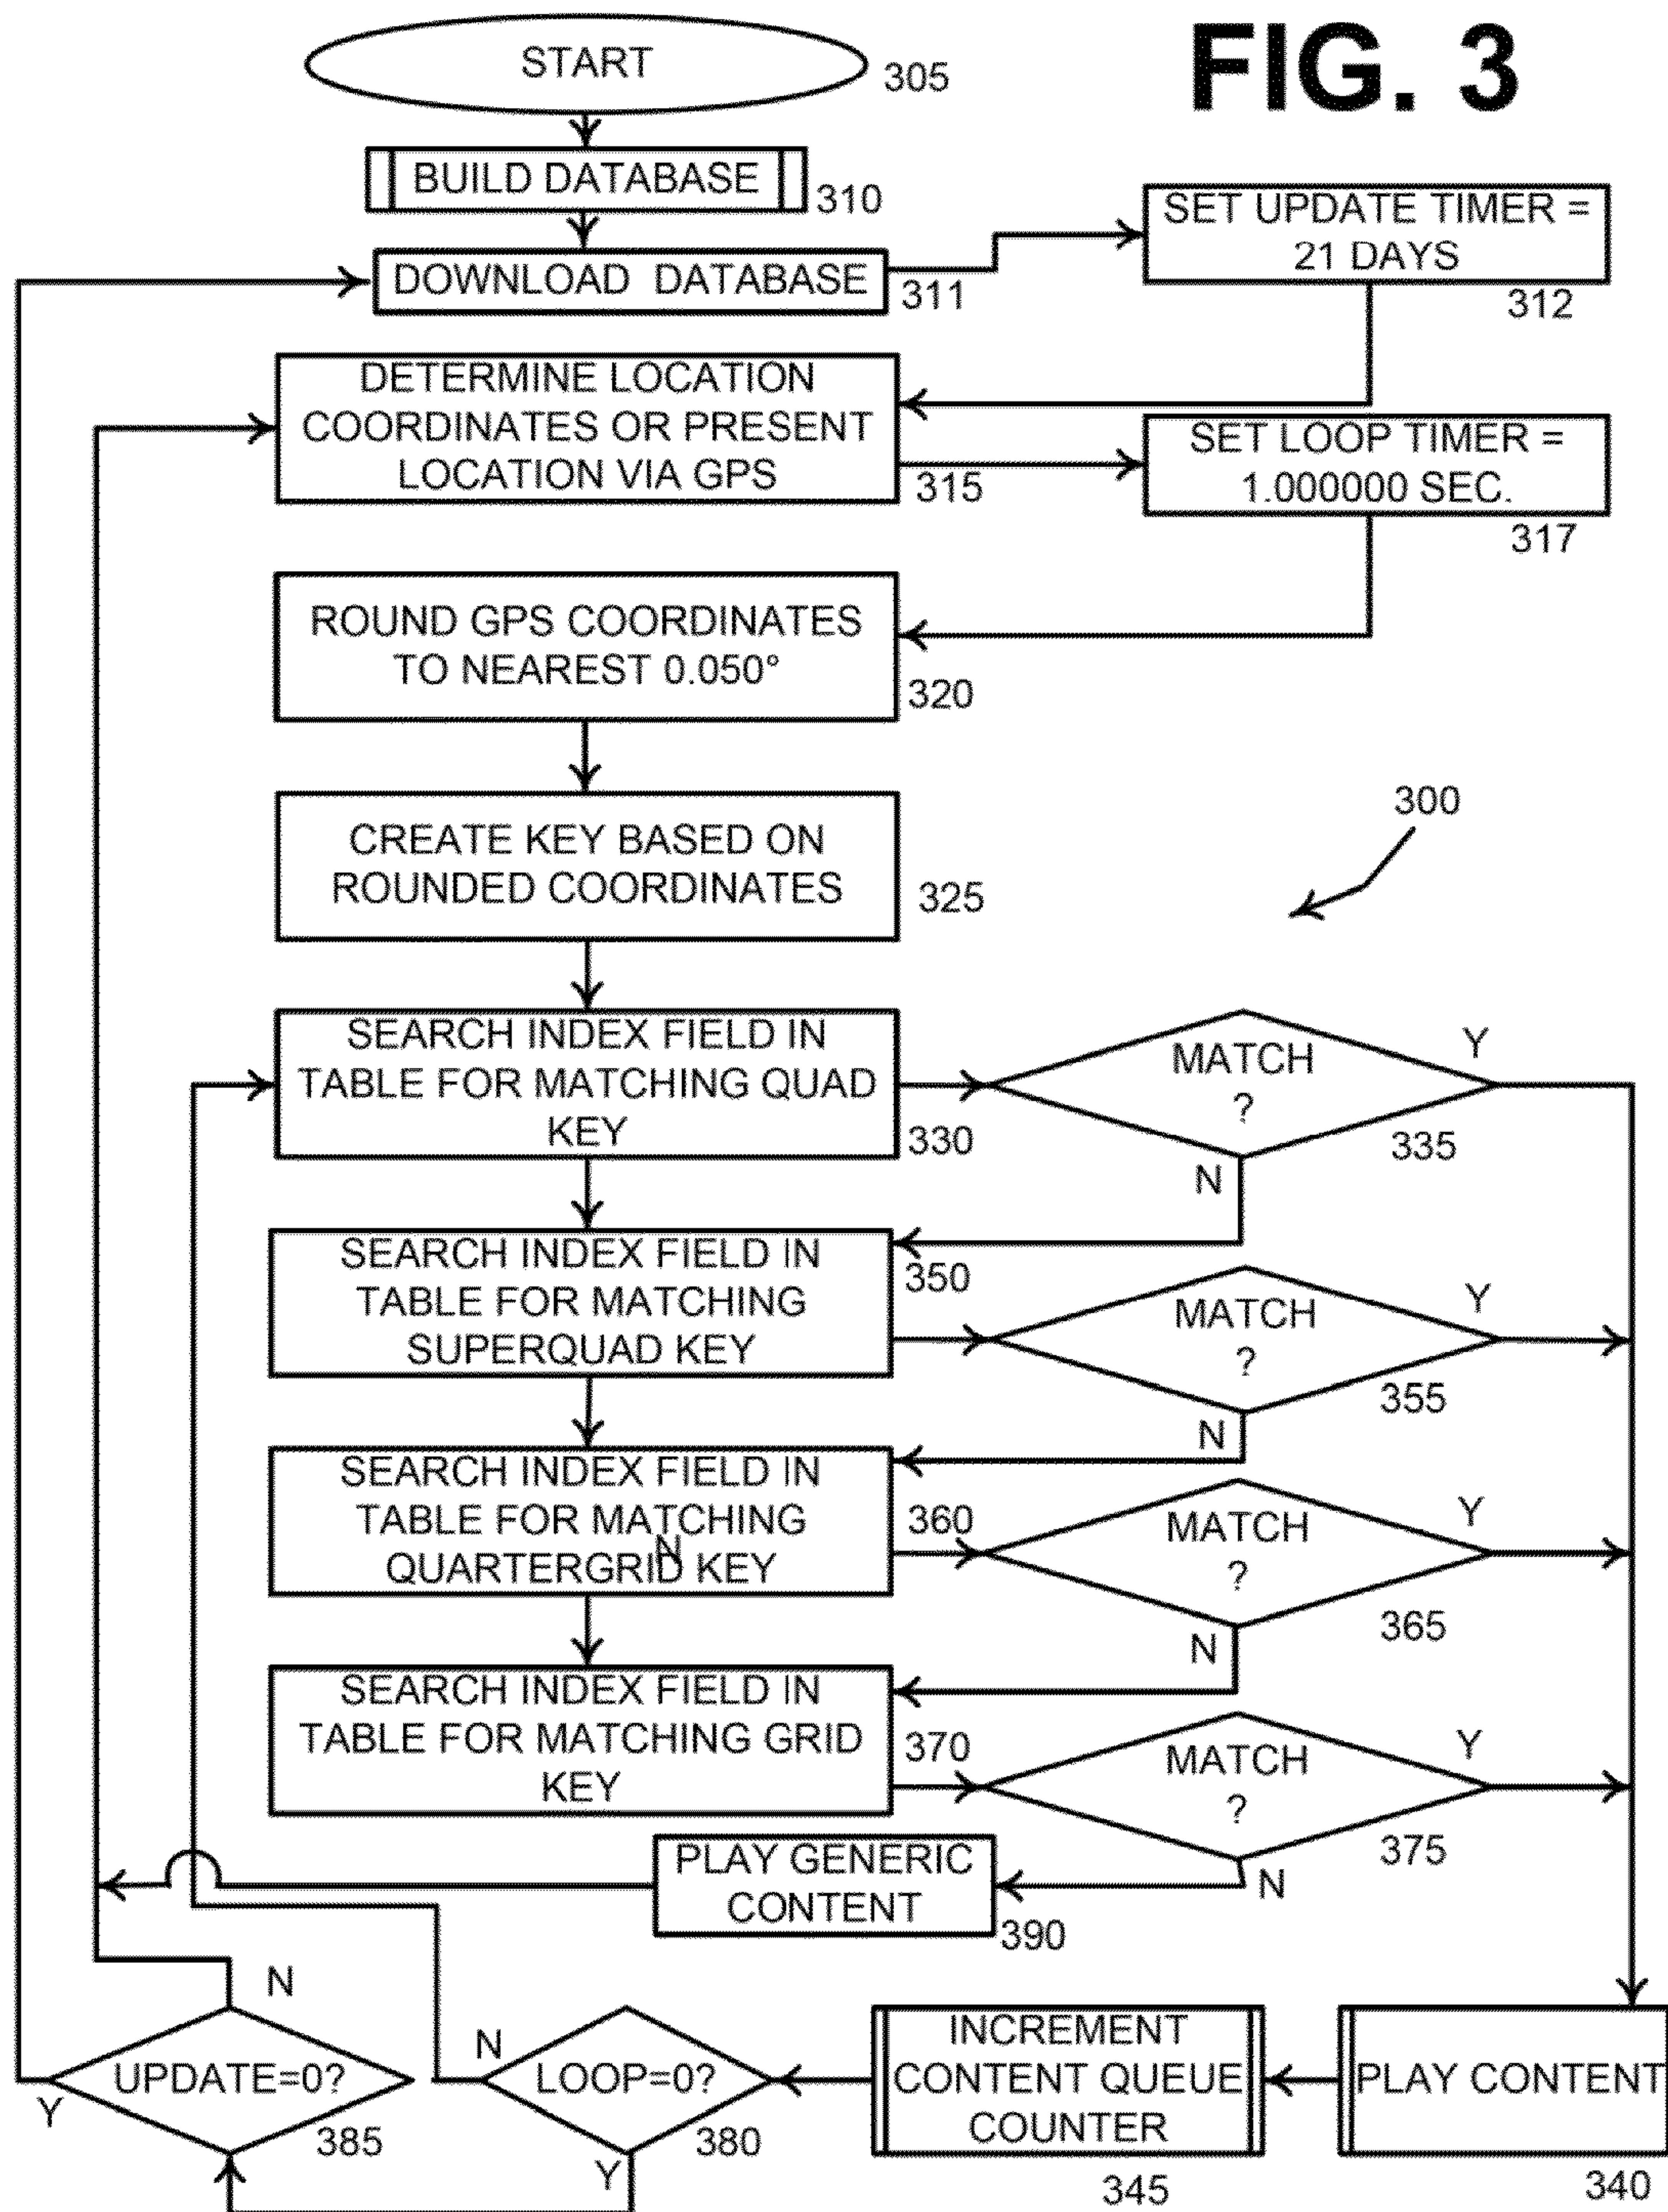 FIG. 3
START
305
BUILD DATABASE
310
SET UPDATE TIMER =
21 DAYS
312
DOWNLOAD DATABASE
311
DETERMINE LOCATION
COORDINATES OR PRESENT
LOCATION VIA GPS
315
SET LOOP TIMER =
1.000000 SEC.
317
ROUND GPS COORDINATES
TO NEAREST 0.050°
320
CREATE KEY BASED ON
ROUNDED COORDINATES
325
300
SEARCH INDEX FIELD IN
TABLE FOR MATCHING QUAD
KEY
330
MATCH
?
Y
335
N
SEARCH INDEX FIELD IN
TABLE FOR MATCHING
SUPERQUAD KEY
350
MATCH
?
Y
355
N
SEARCH INDEX FIELD IN
TABLE FOR MATCHING
QUARTERGRID KEY
N
360
MATCH
?
Y
365
N
SEARCH INDEX FIELD IN
TABLE FOR MATCHING GRID
KEY
370
MATCH
?
Y
375
N
PLAY GENERIC
CONTENT
390
N
UPDATE=0?
Y
385
N
LOOP=0?
380
Y
INCREMENT
CONTENT QUEUE
COUNTER
345
PLAY CONTENT
340